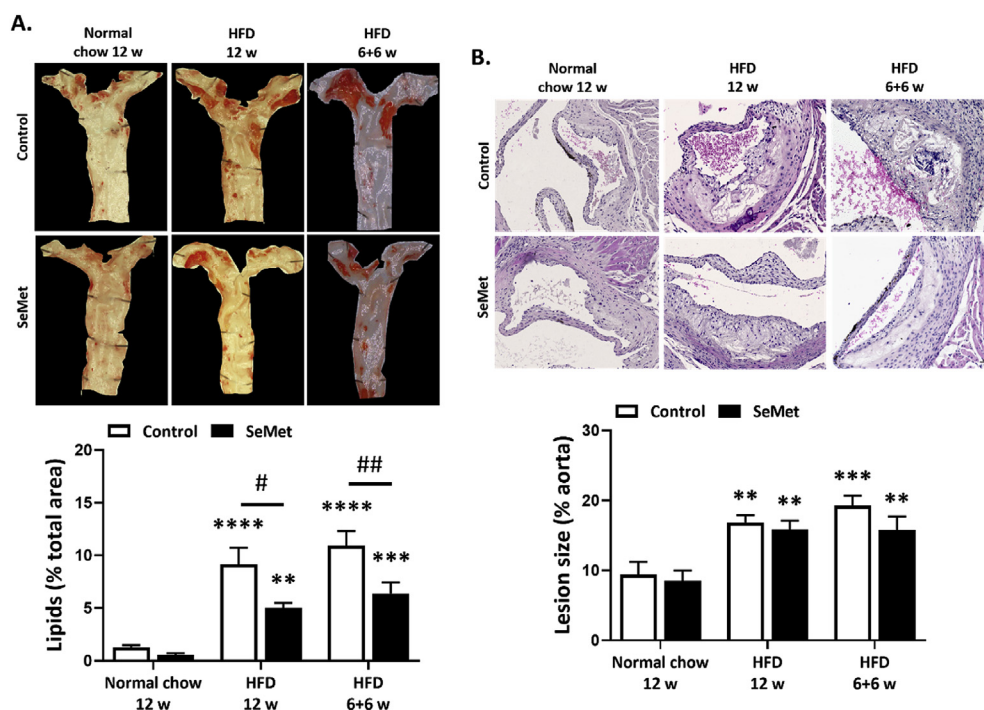 A.
Normal
chow 12 w
HFD
12 w
HFD
6+6 w
Control
SeMet
Control
SeMet
Lipids (% total area)
20
15
10
5
0
#
##
****
**
****
***
Normal chow
12 w
HFD
12 w
HFD
6+6 w
B.
Normal
chow 12 w
HFD
12 w
HFD
6+6 w
Control
SeMet
Control
SeMet
Lesion size (% aorta)
30
20
10
0
**
**
***
**
Normal chow
12 w
HFD
12 w
HFD
6+6 w